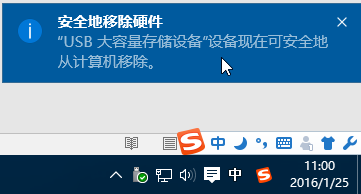 安全地移除硬件
“USB 大容量存储设备”设备现在可安全地
从计算机移除。
中
中
11:00
2016/1/25